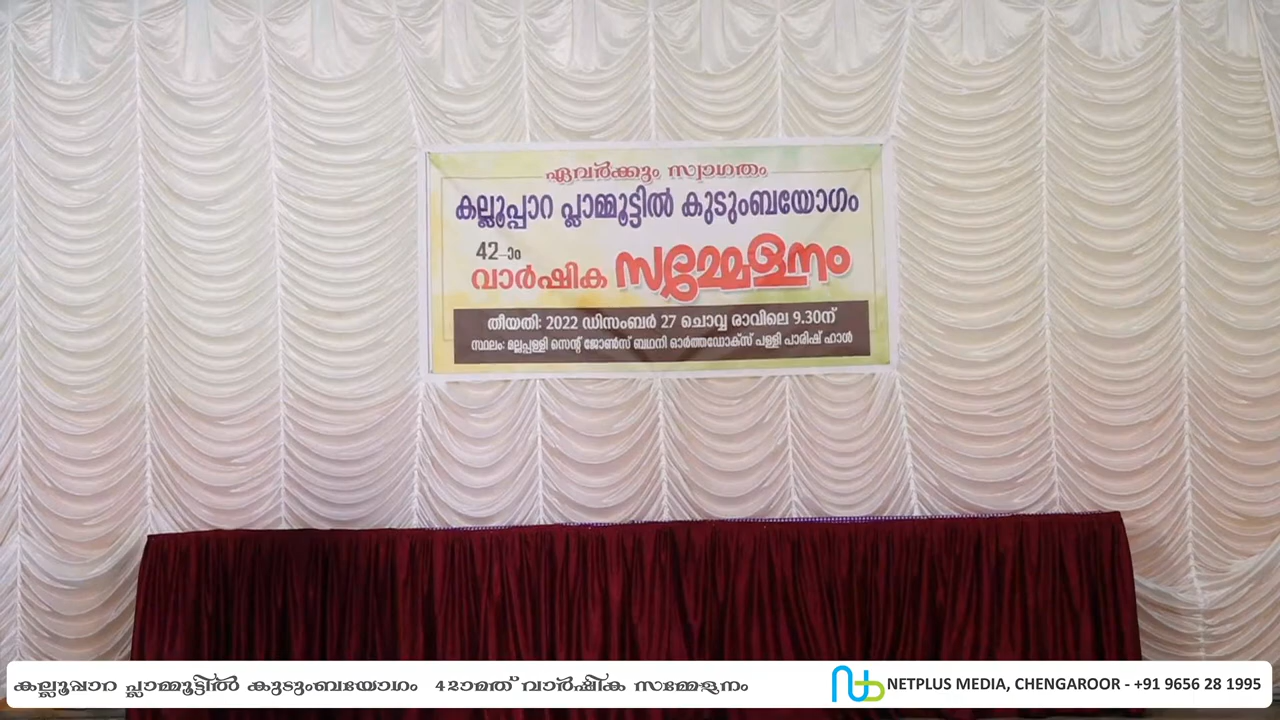 ഏവർക്കും സ്വാഗതം
കല്ലൂപ്പാറ പ്ലാമ്മൂട്ടിൽ കുടുംബയോഗം
42-ാം
വാർഷിക സമ്മേളനം
തീയതി: 2022 ഡിസംബർ 27 ചൊവ്വ രാവിലെ 9.30ന്
സ്ഥലം: മല്ലപ്പള്ളി സെന്റ് ജോൺസ് ബഥനി ഓർത്തഡോക്സ് പള്ളി പാരിഷ് ഹാൾ
കല്ലൂപ്പാറ പ്ലാമ്മൂട്ടിൽ കുടുംബയോഗം 42ാമത് വാർഷിക സമ്മേളനം
NETPLUS MEDIA, CHENGAROOR - +91 9656 28 1995